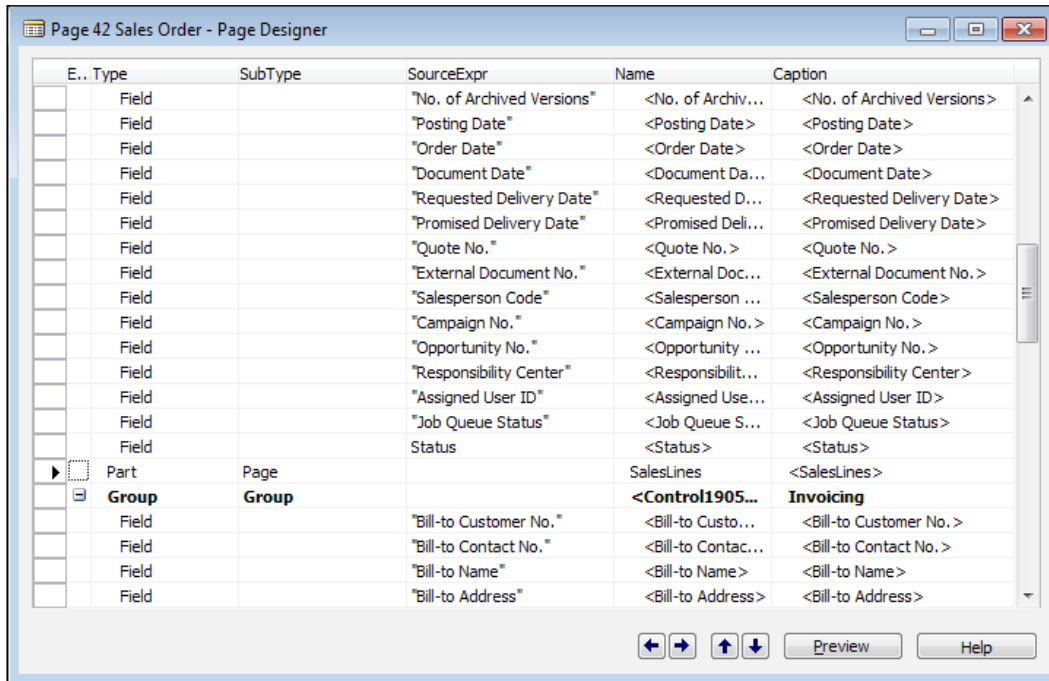 Page 42 Sales Order - Page Designer
E.. Type SubType SourceExpr Name Caption
Field "No. of Archived Versions" <No. of Archiv... <No. of Archived Versions>
Field "Posting Date" <Posting Date> <Posting Date>
Field "Order Date" <Order Date> <Order Date>
Field "Document Date" <Document Da... <Document Date>
Field "Requested Delivery Date" <Requested D... <Requested Delivery Date>
Field "Promised Delivery Date" <Promised Deli... <Promised Delivery Date>
Field "Quote No." <Quote No.> <Quote No.>
Field "External Document No." <External Doc... <External Document No.>
Field "Salesperson Code" <Salesperson ... <Salesperson Code>
Field "Campaign No." <Campaign No.> <Campaign No.>
Field "Opportunity No." <Opportunity ... <Opportunity No.>
Field "Responsibility Center" <Responsibilit... <Responsibility Center>
Field "Assigned User ID" <Assigned Use... <Assigned User ID>
Field "Job Queue Status" <Job Queue S... <Job Queue Status>
Field Status <Status> <Status>
Part Page SalesLines <SalesLines>
Group Group <Control1905... Invoicing
Field "Bill-to Customer No." <Bill-to Custo... <Bill-to Customer No.>
Field "Bill-to Contact No." <Bill-to Contac... <Bill-to Contact No.>
Field "Bill-to Name" <Bill-to Name> <Bill-to Name>
Field "Bill-to Address" <Bill-to Address> <Bill-to Address>
Preview Help